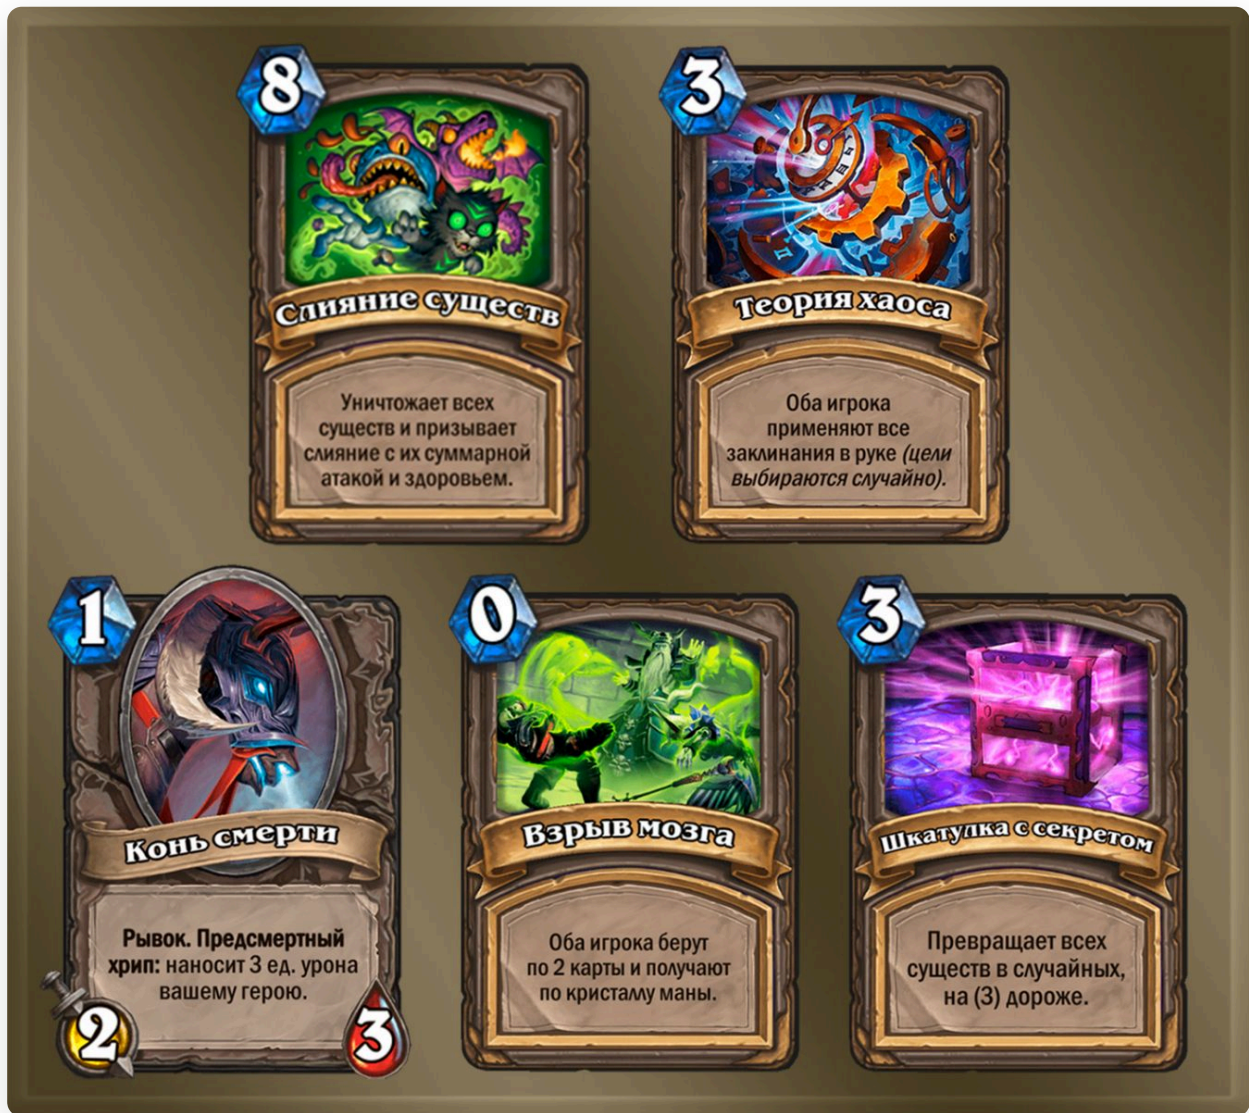 8
Слияние существ
Уничтожает всех
существ и призывает
слияние с их суммарной
атакой и здоровьем.
3
Теория хаоса
Оба игрока
применяют все
заклинания в руке (цели
выбираются случайно).
1
Конь смерти
Рывок. Предсмертный
хрип: наносит 3 ед. урона
вашему герою.
2
3
0
Взрыв мозга
Оба игрока берут
по 2 карты и получают
по кристаллу маны.
3
Шкатулка с секретом
Превращает всех
существ в случайных,
на (3) дороже.